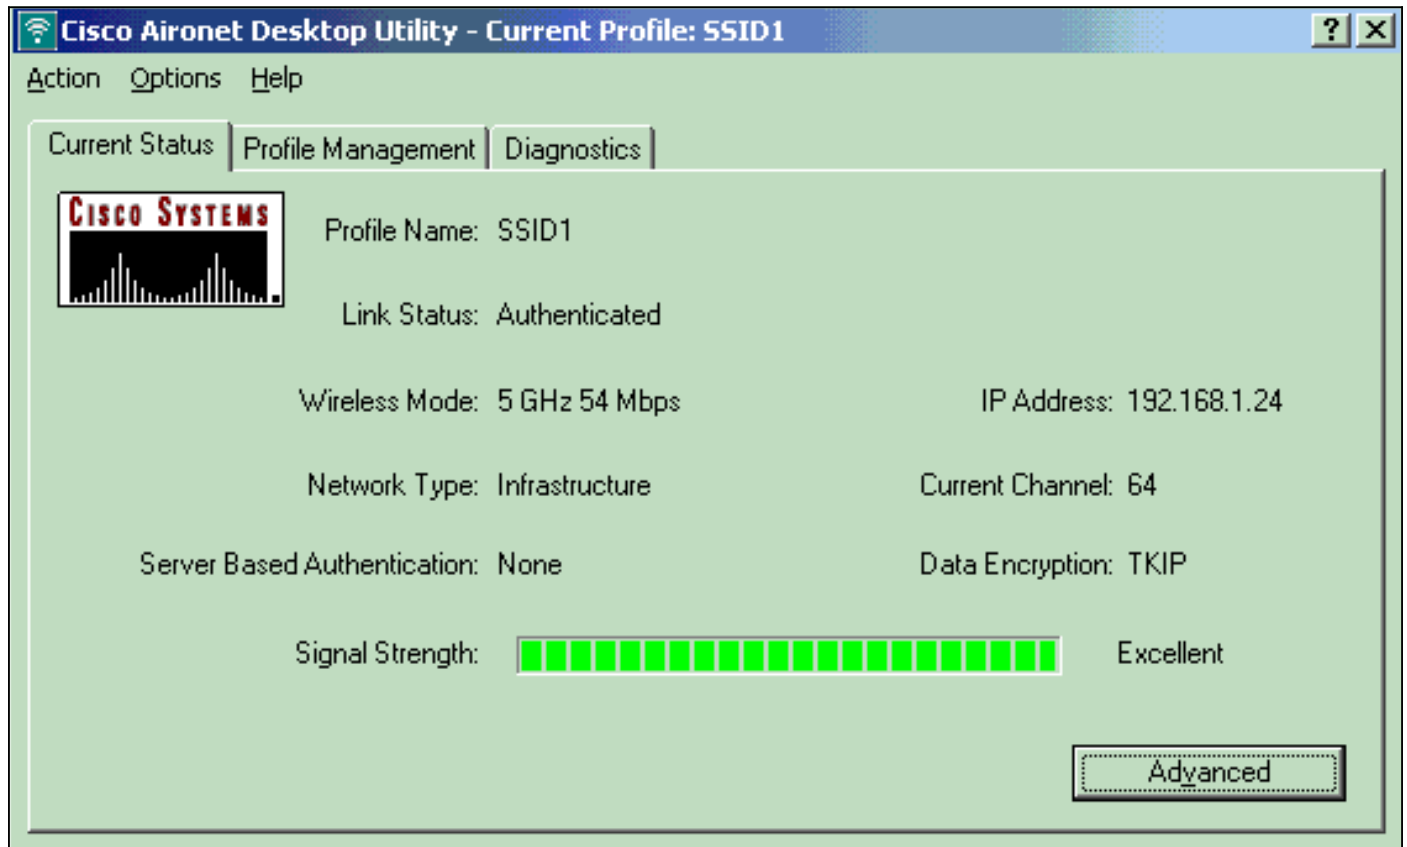 Cisco Aironet Desktop Utility - Current Profile: SSID1
? X
Action Options Help
Current Status Profile Management Diagnostics
CISCO SYSTEMS
Profile Name: SSID1
Link Status: Authenticated
Wireless Mode: 5 GHz 54 Mbps IP Address: 192.168.1.24
Network Type: Infrastructure Current Channel: 64
Server Based Authentication: None Data Encryption: TKIP
Signal Strength: Excellent
Advanced